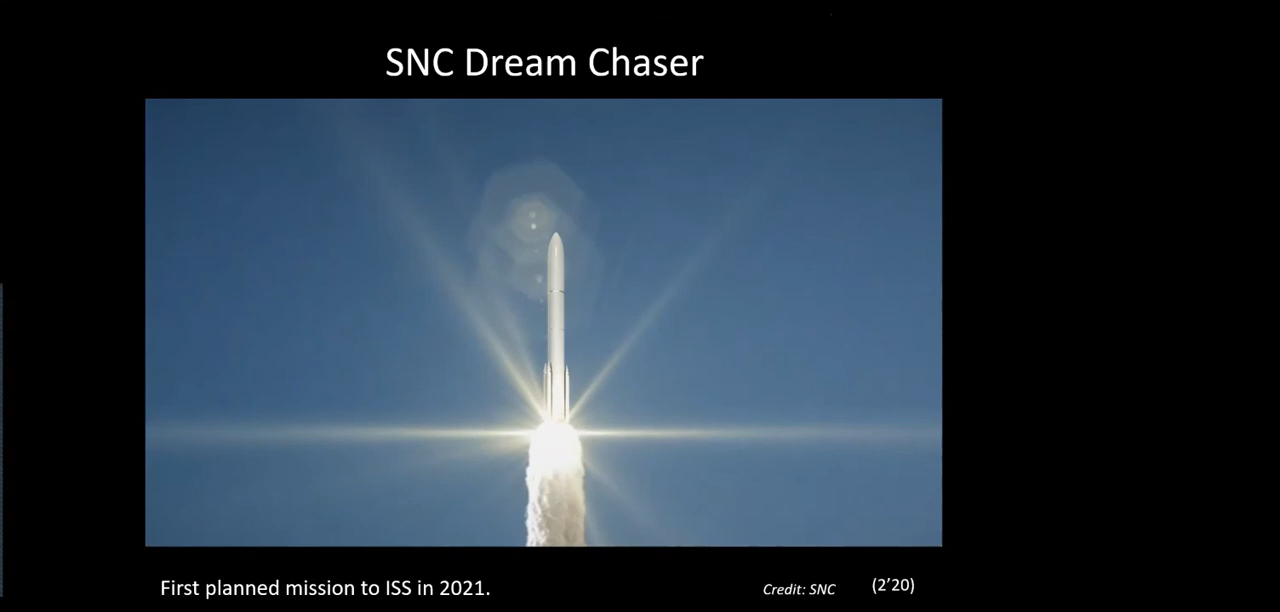 SNC Dream Chaser
First planned mission to ISS in 2021.
Credit: SNC
(2’20)